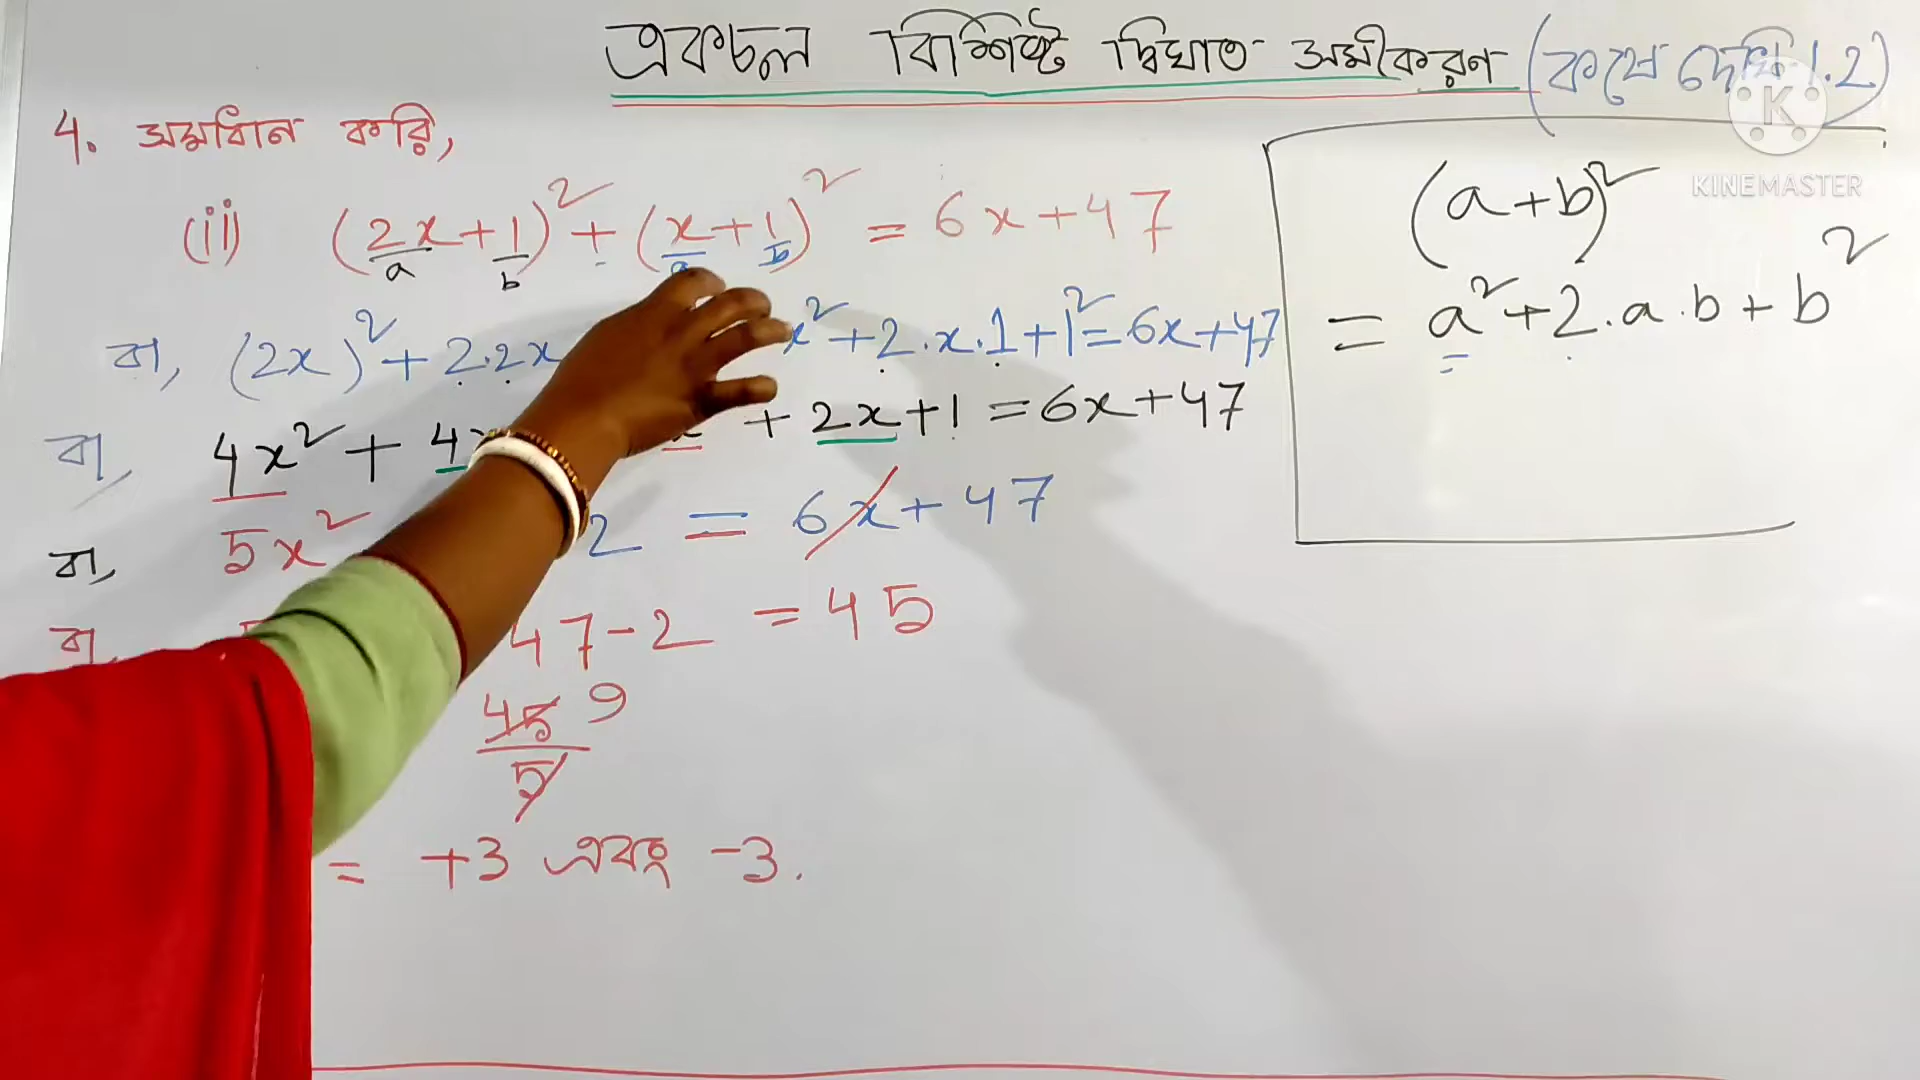 একচল বিশিষ্ট দ্বিঘাত সমীকরণ (কষে দেখি 1.2)
K
KINEMASTER
4. সমাধান করি,
(ii) (2x+1)² + (x+1)² = 6x+47
a b a b
বা, (2x)² + 2.2x x² + 2.x.1 + 1² = 6x+47
বা, 4x² + 4x + 2x + 1 = 6x+47
বা, 5x² 2 = 6x + 47
বা, 47-2 = 45
45 9
5
= +3 এবং -3.
(a+b)²
= a² + 2.a.b + b²